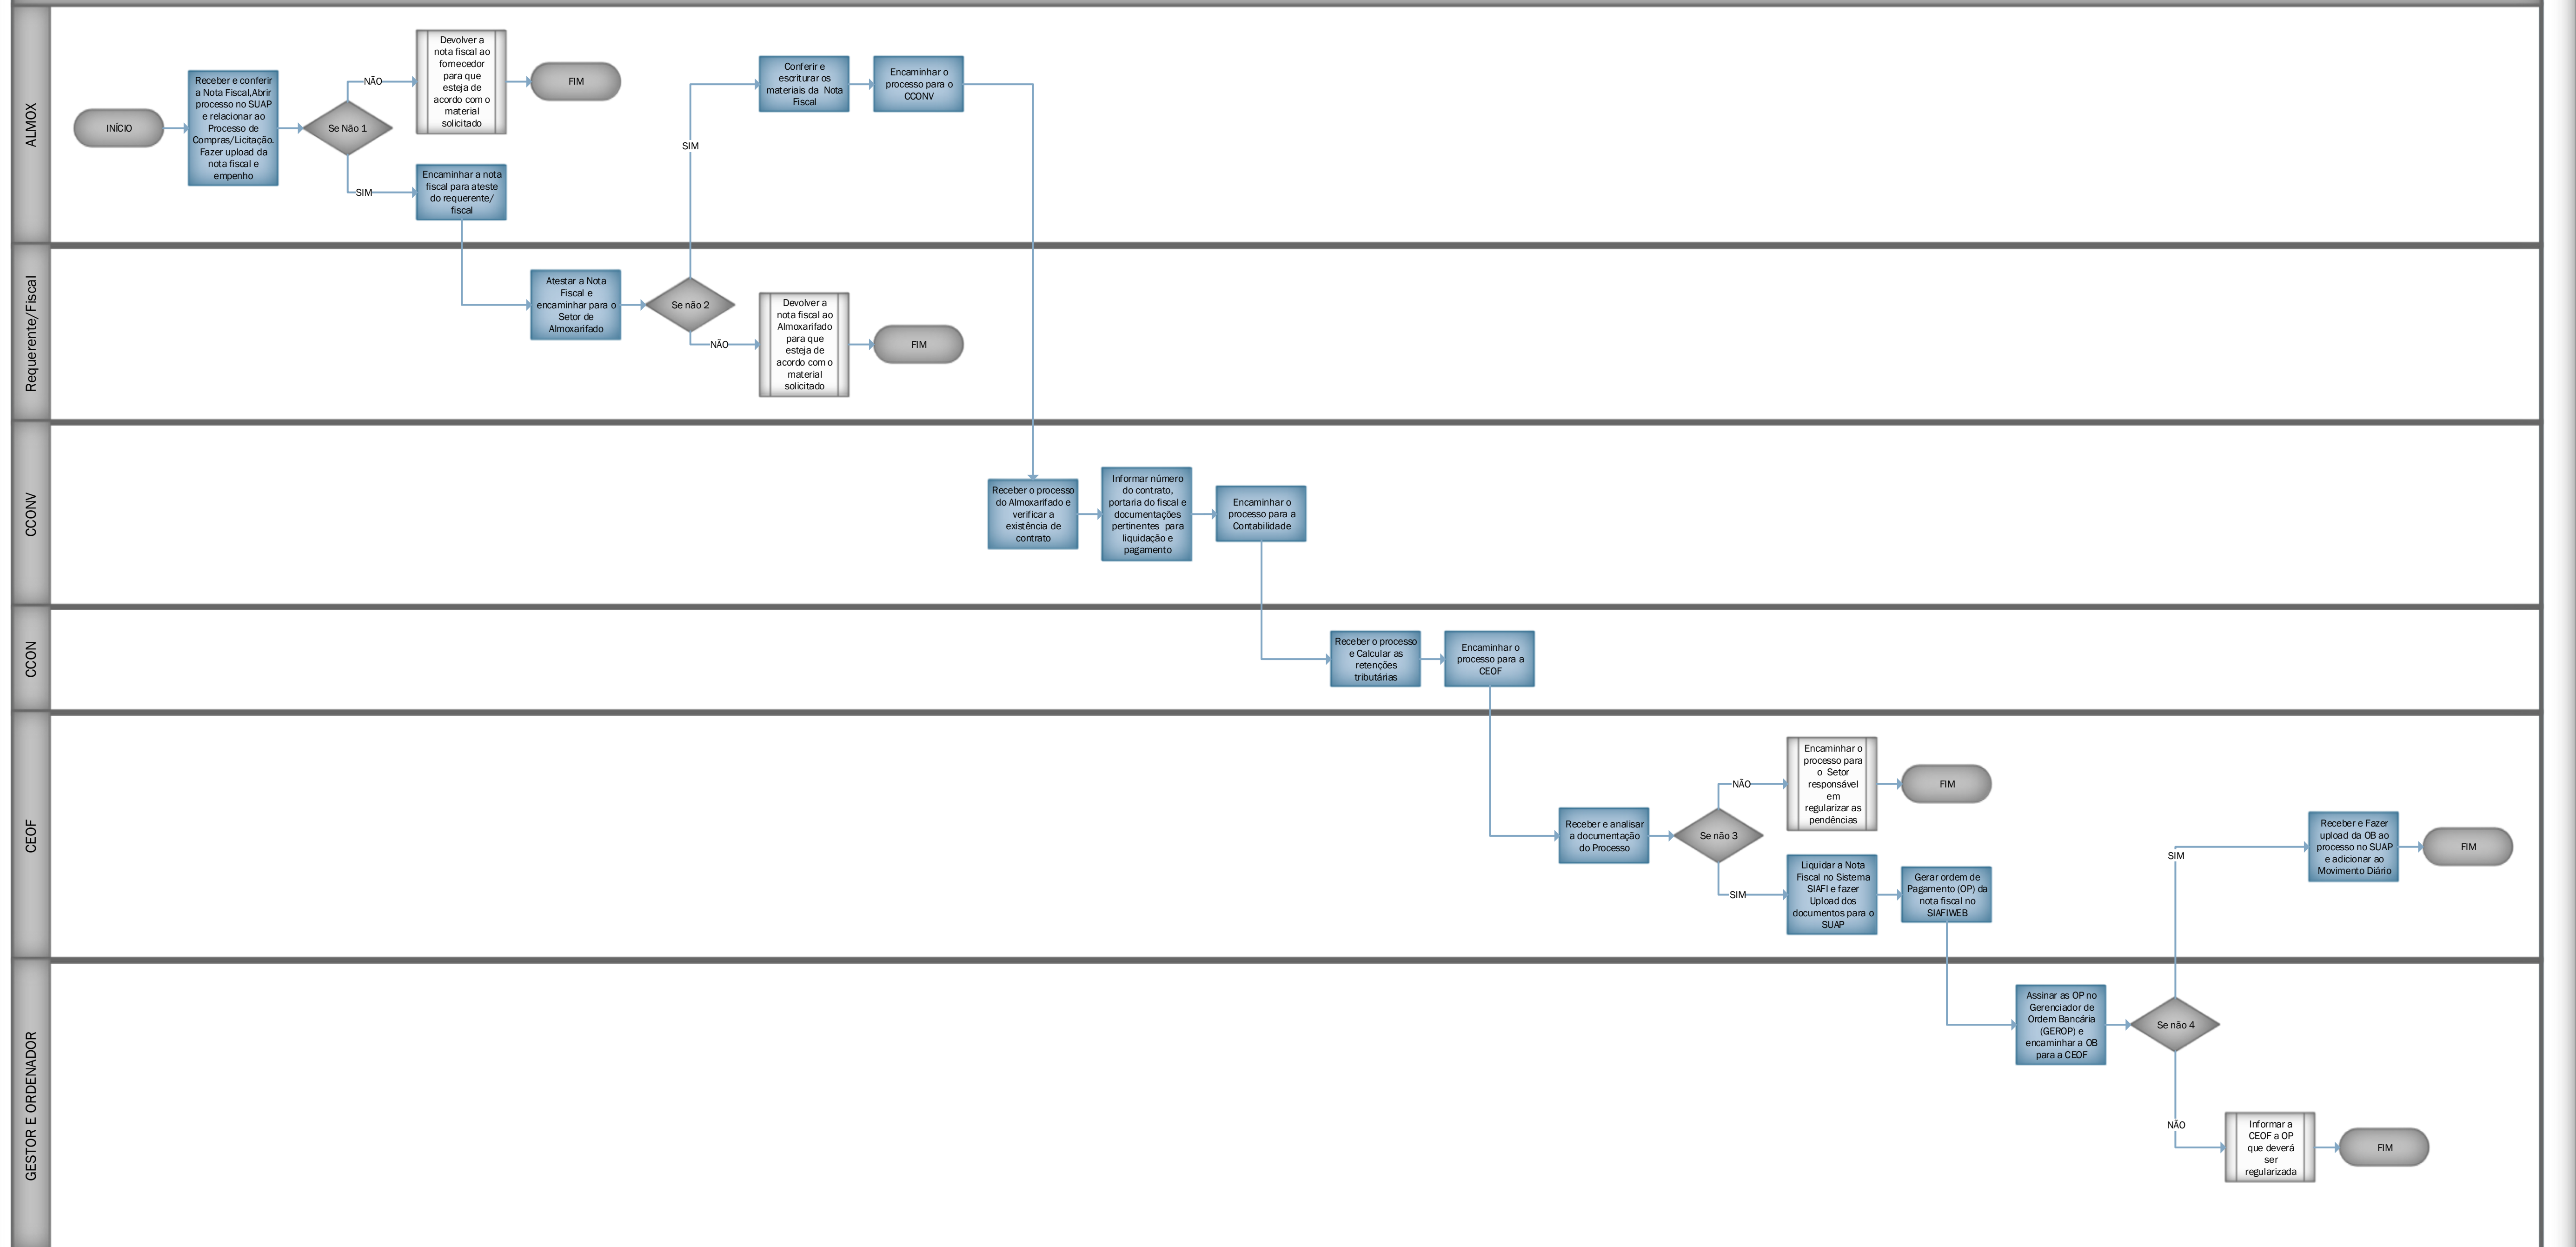 ALMOX
INÍCIO
Receber e conferir
a Nota Fiscal,Abrir
processo no SUAP
e relacionar ao
Processo de
Compras/Licitação.
Fazer upload da
nota fiscal e
empenho
Se Não 1
NÃO
Devolver a
nota fiscal ao
fornecedor
para que
esteja de
acordo com o
material
solicitado
FIM
SIM
Encaminhar a nota
fiscal para ateste
do requerente/
fiscal
SIM
Conferir e
escriturar os
materiais da Nota
Fiscal
Encaminhar o
processo para o
CCONV
Requerente/Fiscal
Atestar a Nota
Fiscal e
encaminhar para o
Setor de
Almoxarifado
Se não 2
NÃO
Devolver a
nota fiscal ao
Almoxarifado
para que
esteja de
acordo com o
material
solicitado
FIM
CCONV
Receber o processo
do Almoxarifado e
verificar a
existência de
contrato
Informar número
do contrato,
portaria do fiscal e
documentações
pertinentes para
liquidação e
pagamento
Encaminhar o
processo para a
Contabilidade
CCON
Receber o processo
e Calcular as
retenções
tributárias
Encaminhar o
processo para a
CEOF
CEOF
Receber e analisar
a documentação
do Processo
Se não 3
NÃO
Encaminhar o
processo para
o Setor
responsável
em
regularizar as
pendências
FIM
SIM
Liquidar a Nota
Fiscal no Sistema
SIAFI e fazer
Upload dos
documentos para o
SUAP
Gerar ordem de
Pagamento (OP) da
nota fiscal no
SIAFIWEB
SIM
Receber e Fazer
upload da OB ao
processo no SUAP
e adicionar ao
Movimento Diário
FIM
GESTOR E ORDENADOR
Assinar as OP no
Gerenciador de
Ordem Bancária
(GEROP) e
encaminhar a OB
para a CEOF
Se não 4
NÃO
Informar a
CEOF a OP
que deverá
ser
regularizada
FIM